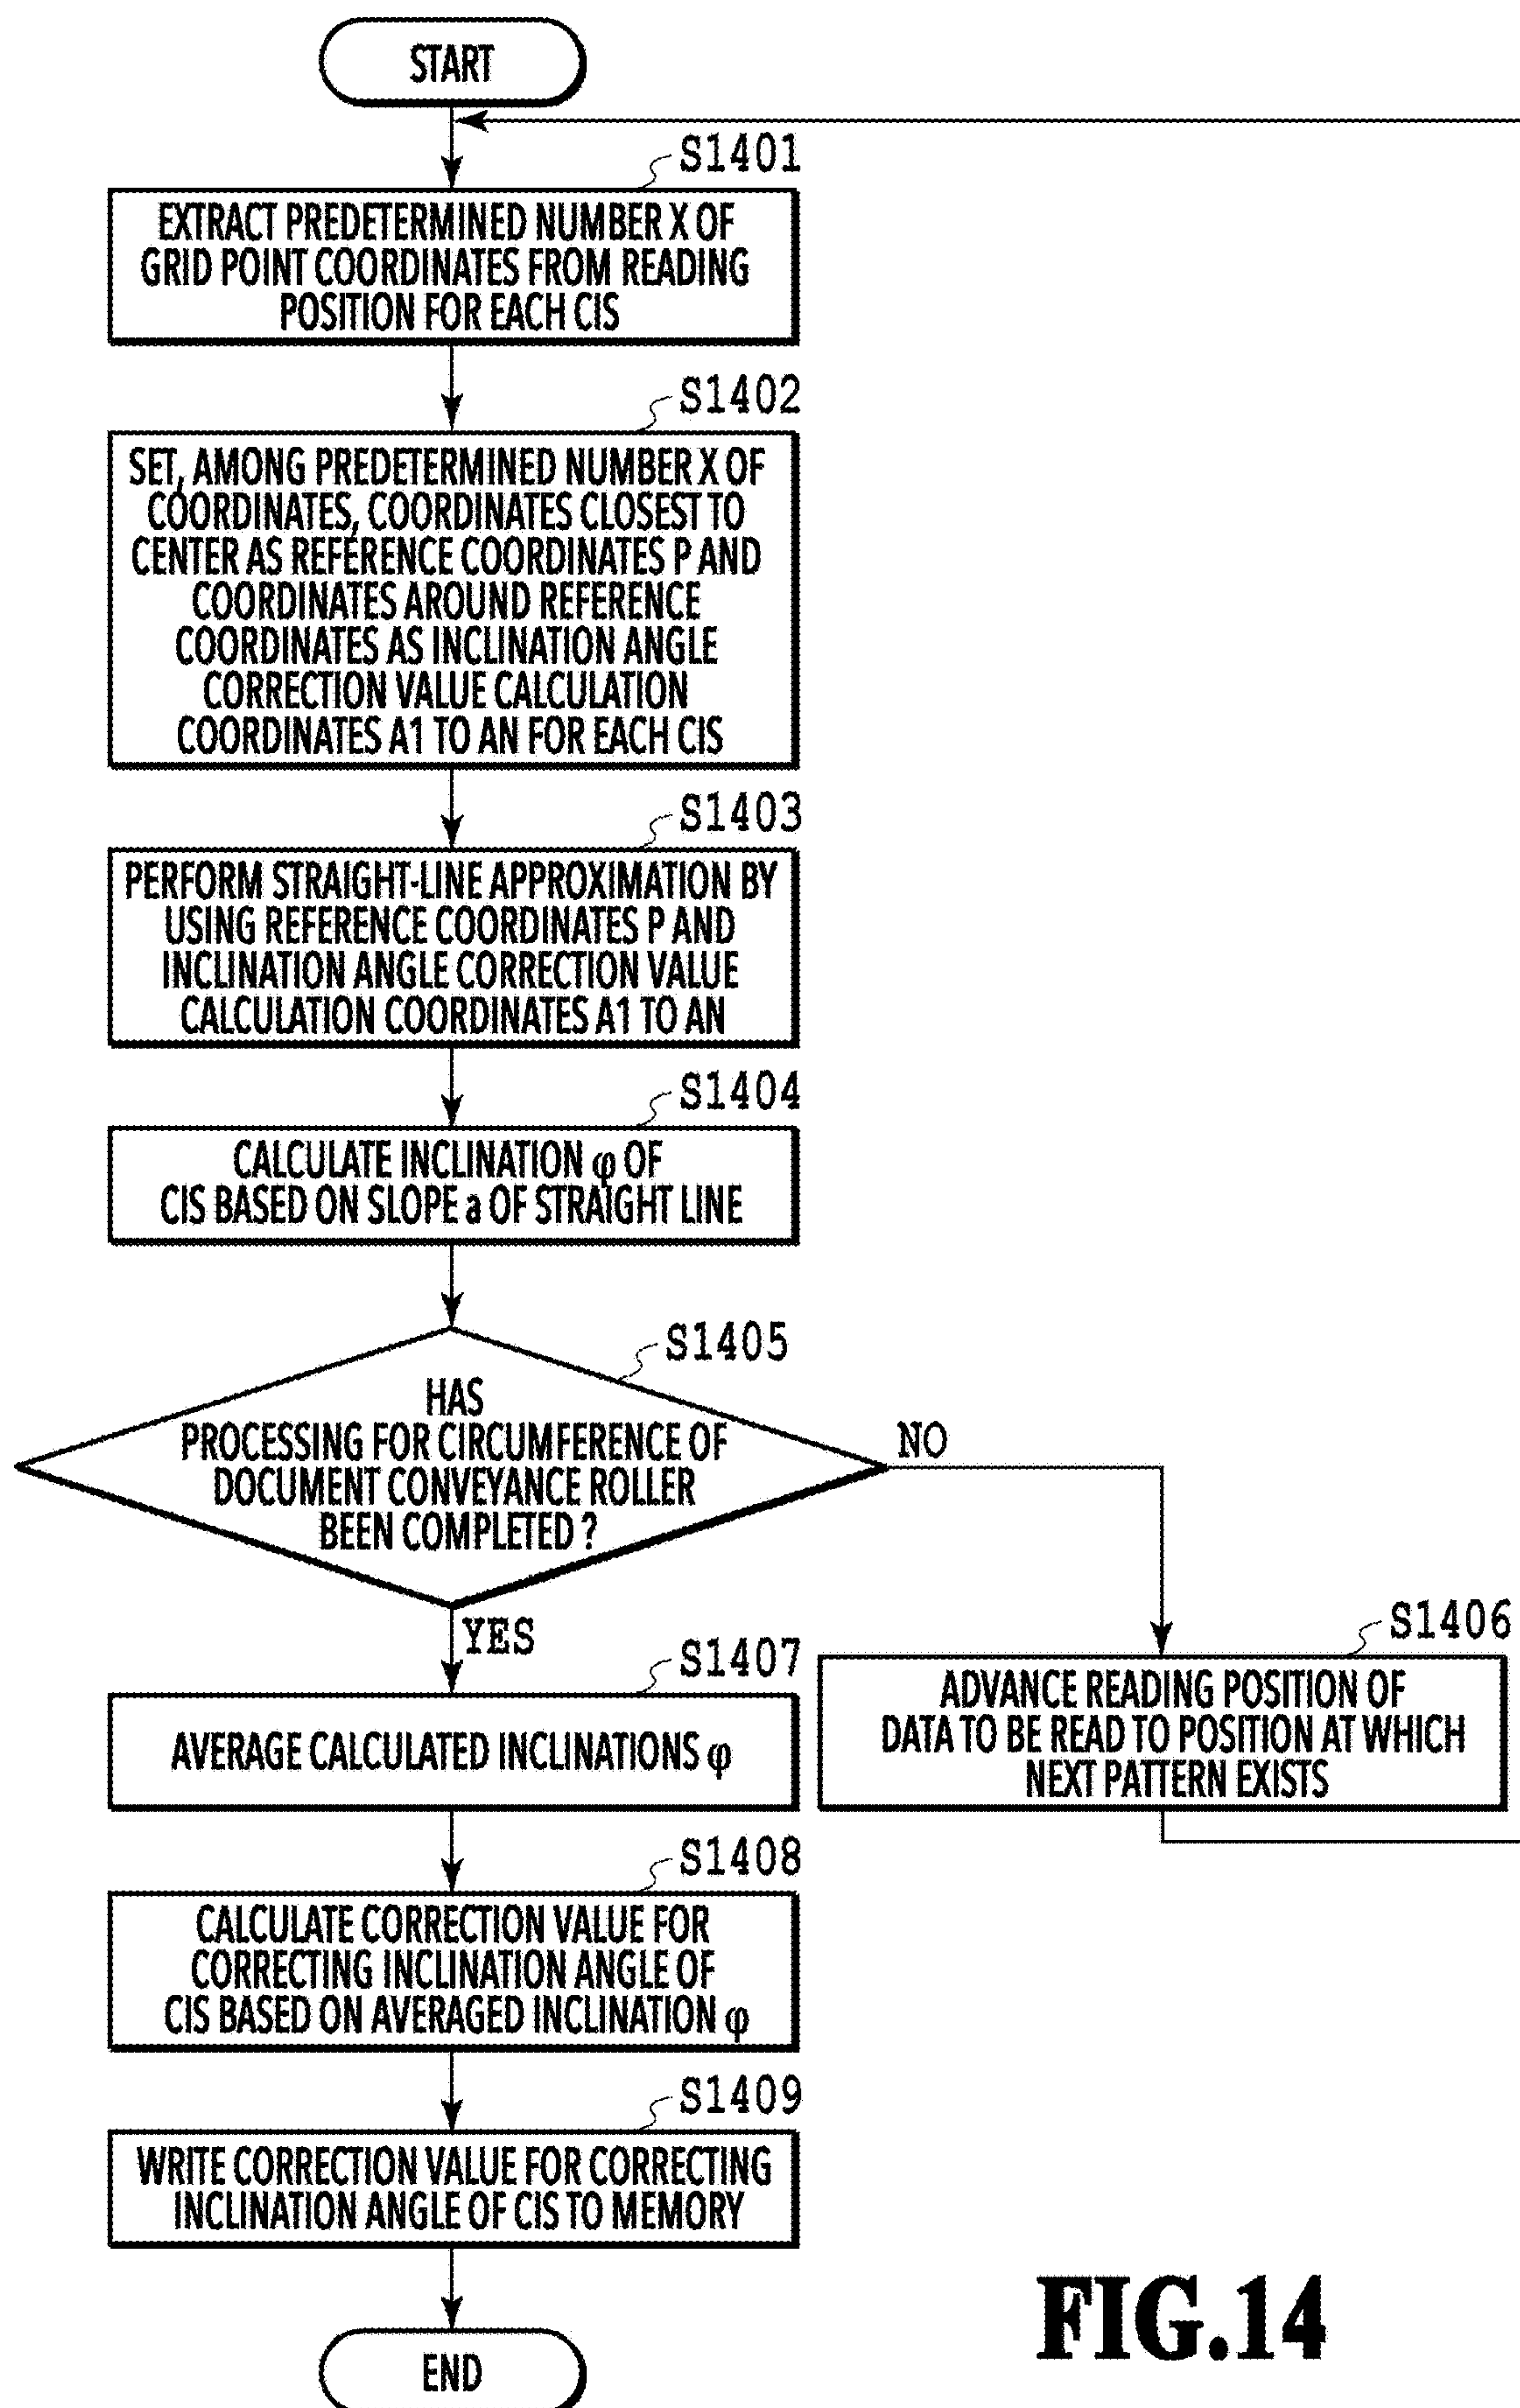 START
S1401
EXTRACT PREDETERMINED NUMBER X OF
GRID POINT COORDINATES FROM READING
POSITION FOR EACH CIS
S1402
SET, AMONG PREDETERMINED NUMBER X OF
COORDINATES, COORDINATES CLOSEST TO
CENTER AS REFERENCE COORDINATES P AND
COORDINATES AROUND REFERENCE
COORDINATES AS INCLINATION ANGLE
CORRECTION VALUE CALCULATION
COORDINATES A1 TO AN FOR EACH CIS
S1403
PERFORM STRAIGHT-LINE APPROXIMATION BY
USING REFERENCE COORDINATES P AND
INCLINATION ANGLE CORRECTION VALUE
CALCULATION COORDINATES A1 TO AN
S1404
CALCULATE INCLINATION φ OF
CIS BASED ON SLOPE a OF STRAIGHT LINE
S1405
HAS
PROCESSING FOR CIRCUMFERENCE OF
DOCUMENT CONVEYANCE ROLLER
BEEN COMPLETED ?
NO
YES
S1406
ADVANCE READING POSITION OF
DATA TO BE READ TO POSITION AT WHICH
NEXT PATTERN EXISTS
S1407
AVERAGE CALCULATED INCLINATIONS φ
S1408
CALCULATE CORRECTION VALUE FOR
CORRECTING INCLINATION ANGLE OF
CIS BASED ON AVERAGED INCLINATION φ
S1409
WRITE CORRECTION VALUE FOR CORRECTING
INCLINATION ANGLE OF CIS TO MEMORY
END
FIG.14